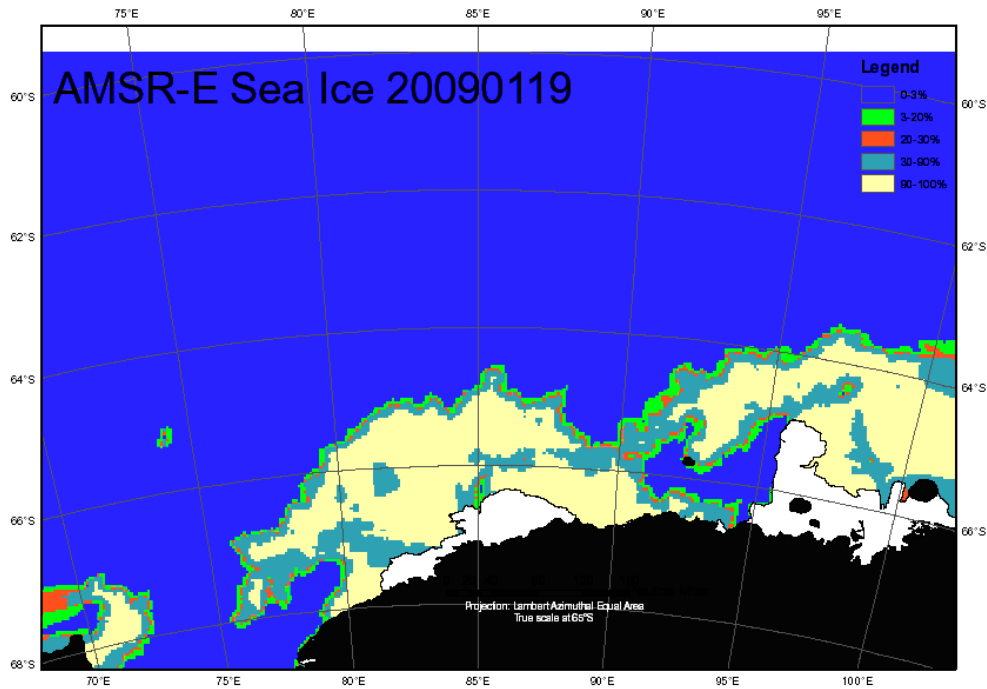 75°E 80°E 85°E 90°E 95°E
AMSR-E Sea Ice 20090119
Legend
0-3%
3-20%
20-30%
30-90%
90-100%
60°S 60°S
62°S 62°S
64°S 64°S
66°S 66°S
Projection: Lambert Azimuthal Equal Area
True scale at 65°S
68°S
70°E 75°E 80°E 85°E 90°E 95°E 100°E